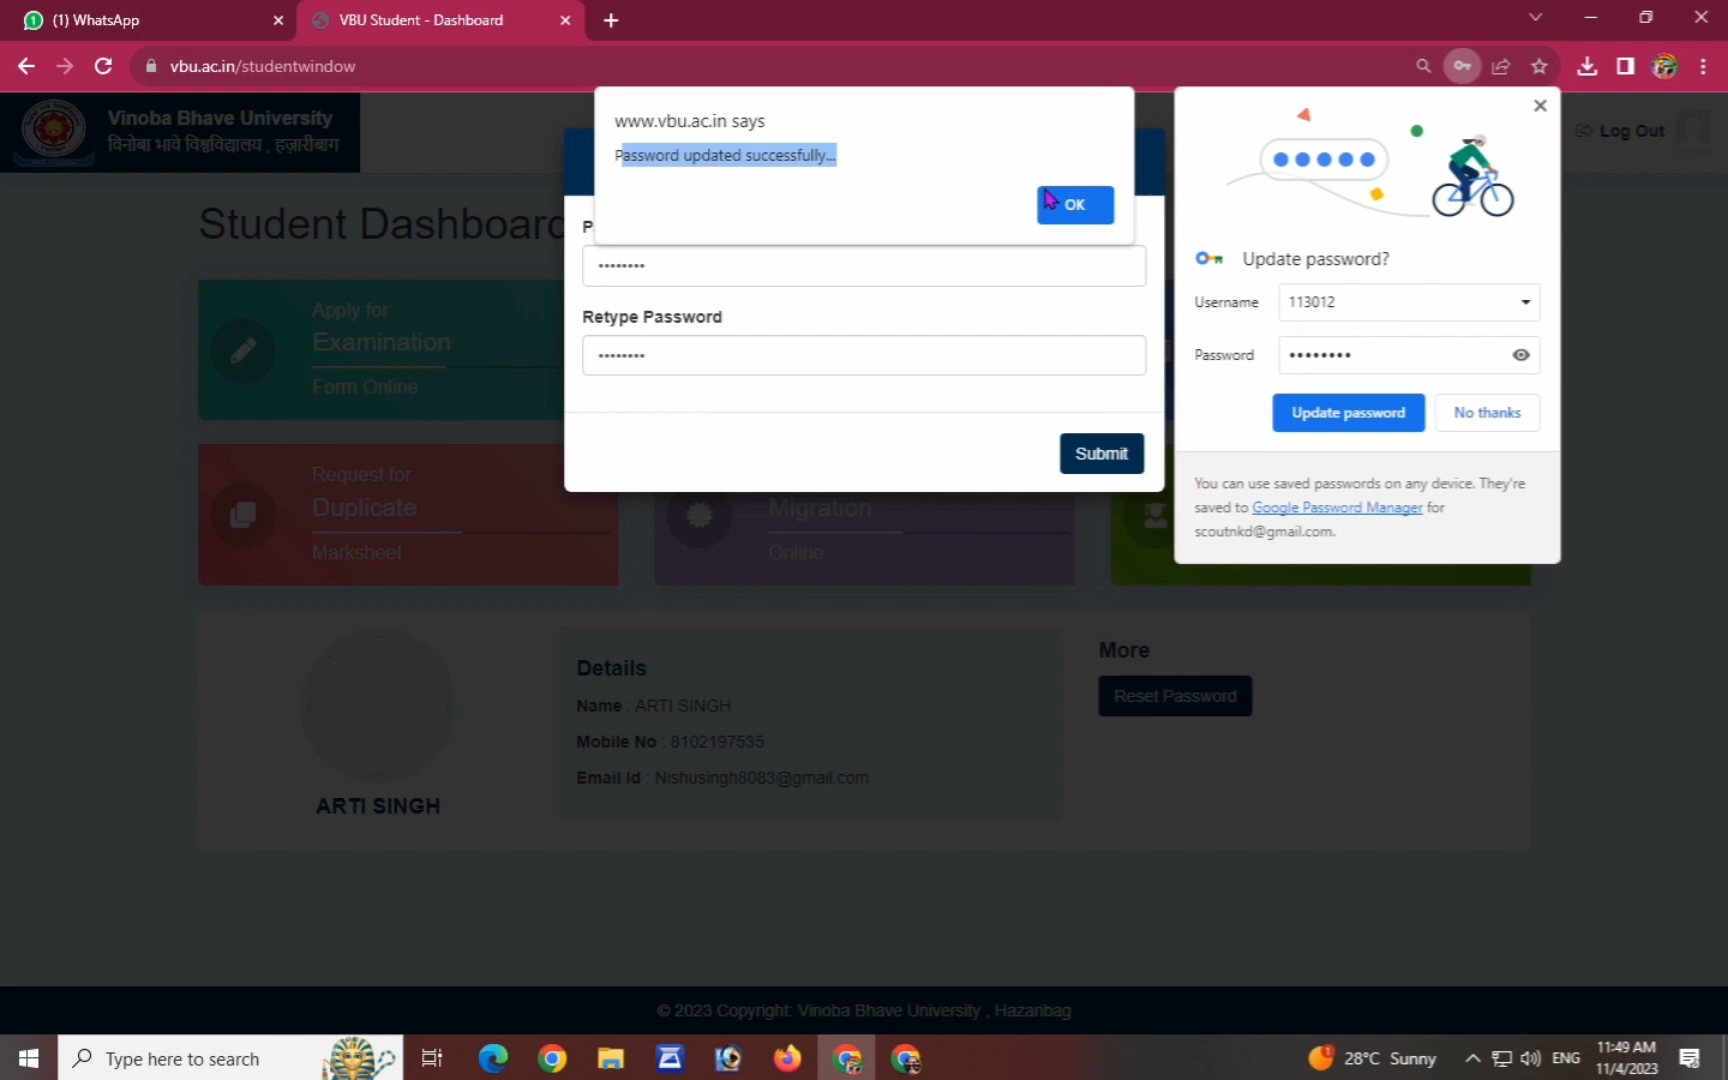 (1) WhatsApp
VBU Student - Dashboard
vbu.ac.in/studentwindow
Vinoba Bhave University
विनोबा भावे विश्वविद्यालय , हज़ारीबाग
Log Out
www.vbu.ac.in says
Password updated successfully...
OK
Student Dashboard
P
Retype Password
Submit
Update password?
Username
113012
Password
Update password
No thanks
You can use saved passwords on any device. They're
saved to Google Password Manager for
scoutnkd@gmail.com.
Apply for
Examination
Form Online
Request for
Duplicate
Marksheet
Migration
Online
ARTI SINGH
Details
Name : ARTI SINGH
Mobile No : 8102197535
Email Id : Nishusingh8083@gmail.com
More
Reset Password
© 2023 Copyright: Vinoba Bhave University , Hazaribag
Type here to search
28°C Sunny
ENG
11:49 AM
11/4/2023